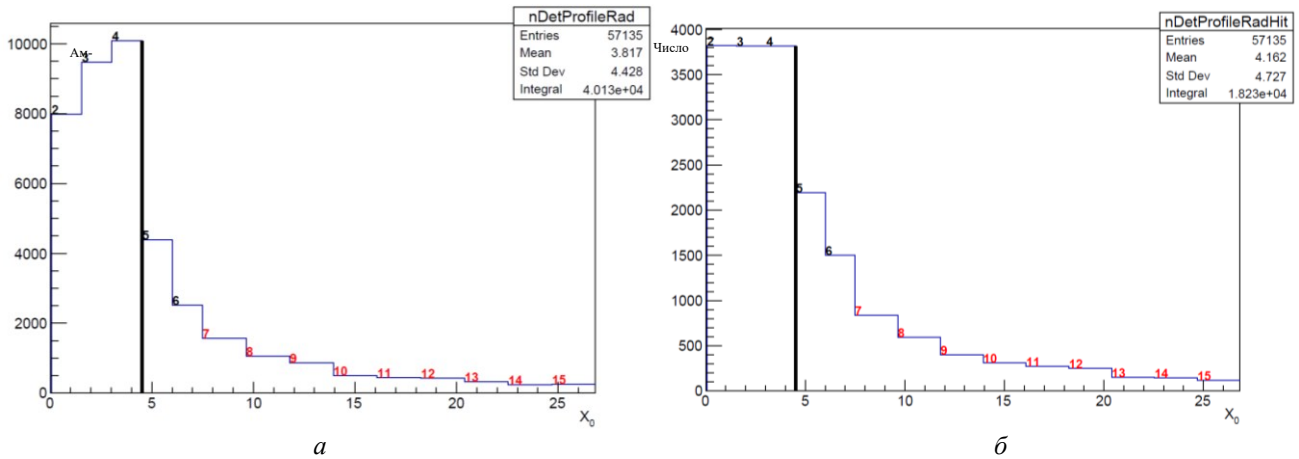 nDetProfileRad
Entries 57135
Mean 3.817
Std Dev 4.428
Integral 4.013e+04
Ам-
10000
8000
6000
4000
2000
0
2
3
4
5
6
7
8
9
10
11
12
13
14
15
0 5 10 15 20 25
X0
а
nDetProfileRadHit
Entries 57135
Mean 4.162
Std Dev 4.727
Integral 1.823e+04
Число
4000
3500
3000
2500
2000
1500
1000
500
0
2
3
4
5
6
7
8
9
10
11
12
13
14
15
0 5 10 15 20 25
X0
б